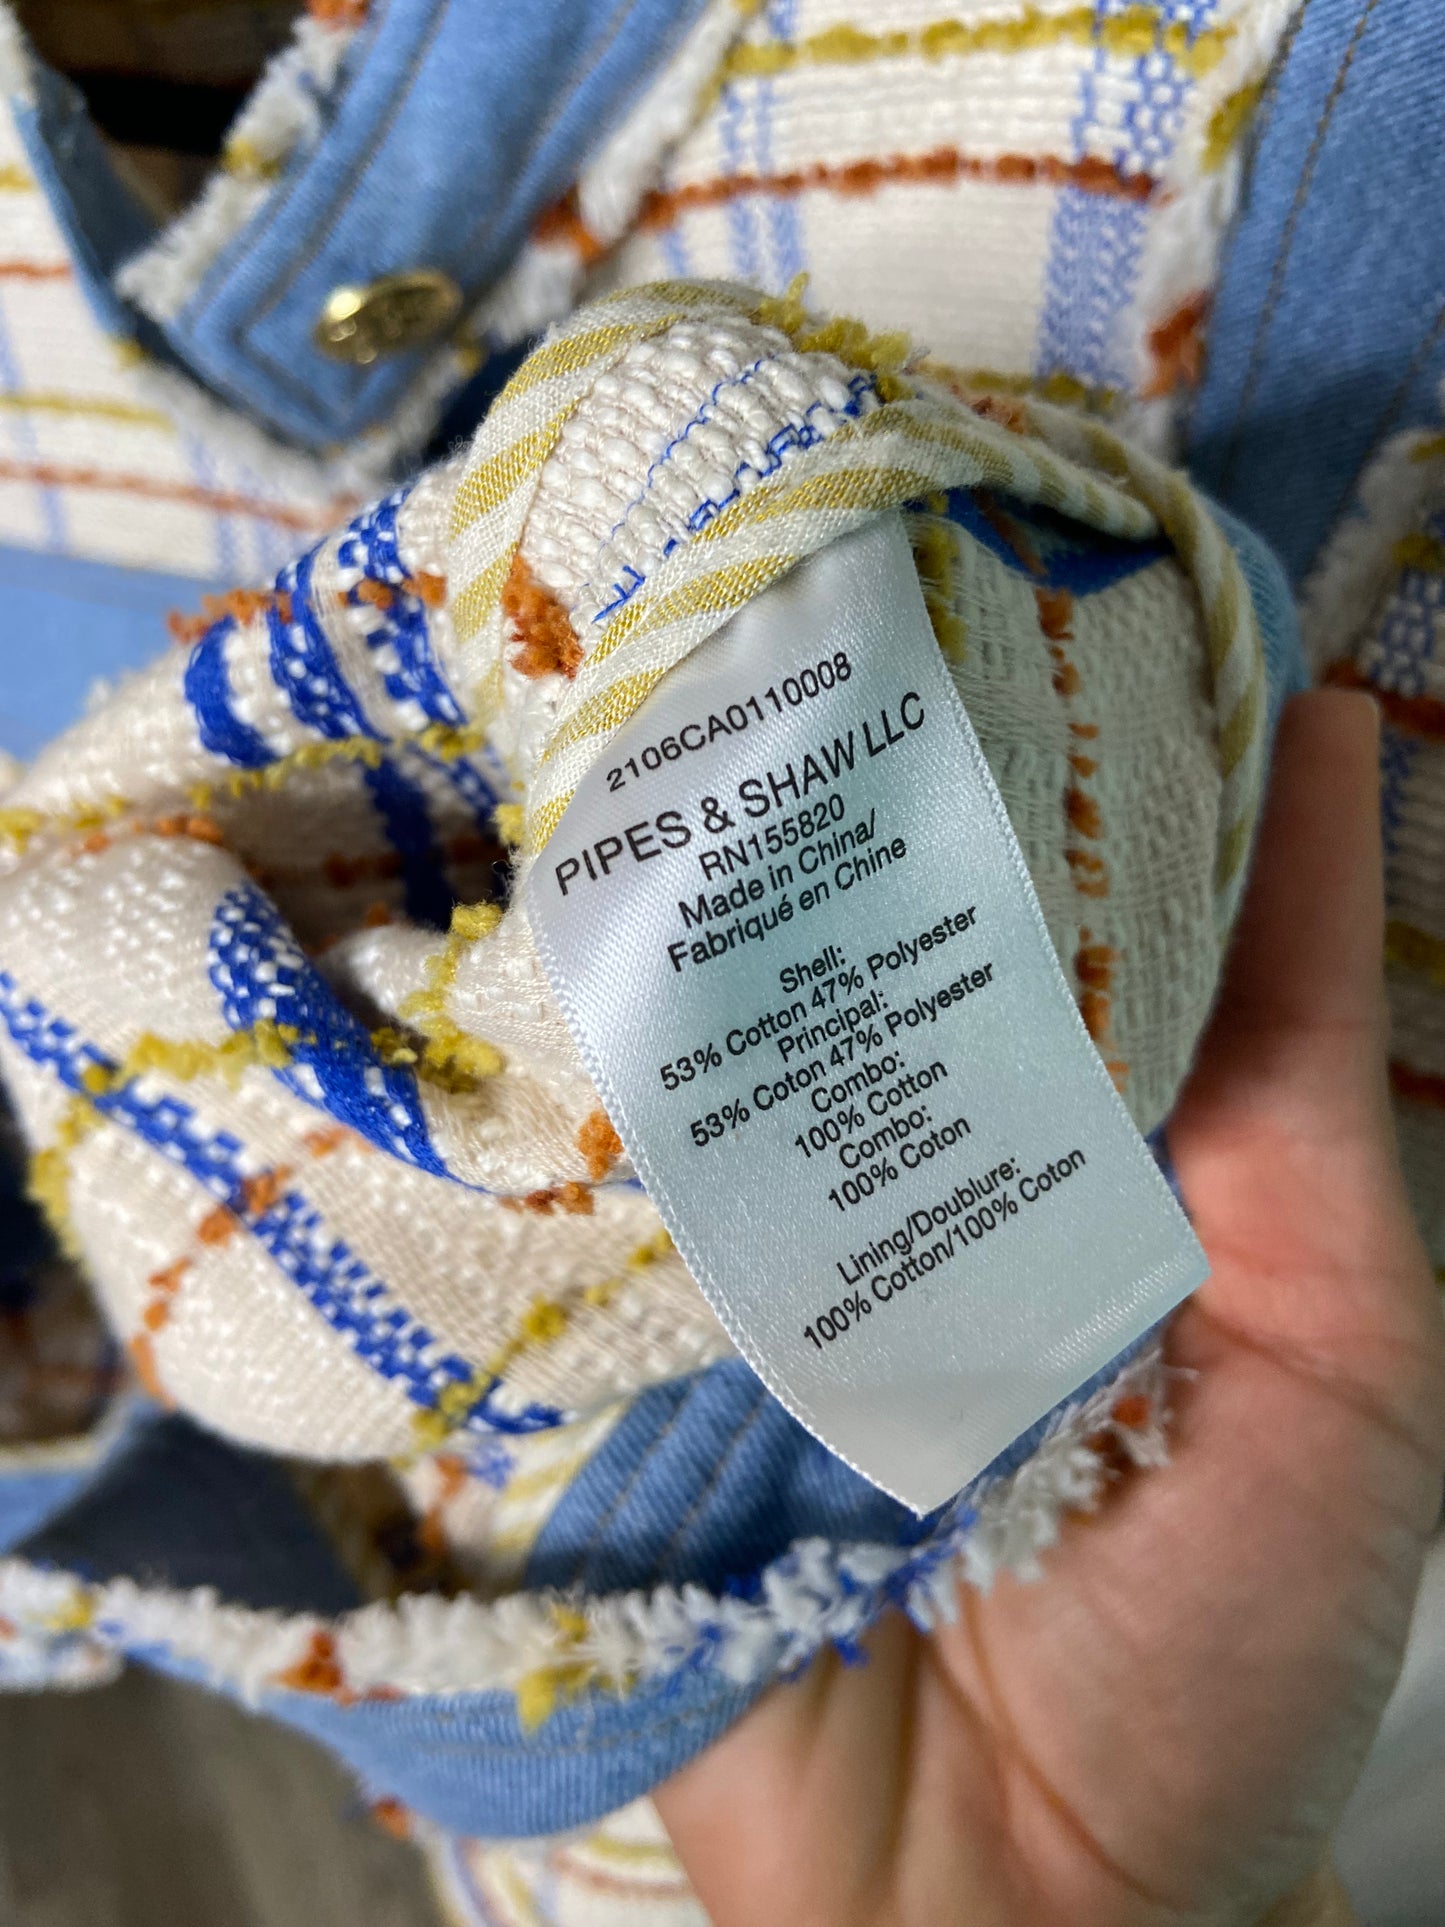 2106CA0110008
PIPES & SHAW LLC
RN155820
Made in China/
Fabriqué en Chine
Shell:
53% Cotton 47% Polyester
Principal:
53% Coton 47% Polyester
Combo:
100% Cotton
Combo:
100% Coton
Lining/Doublure:
100% Cotton/100% Coton